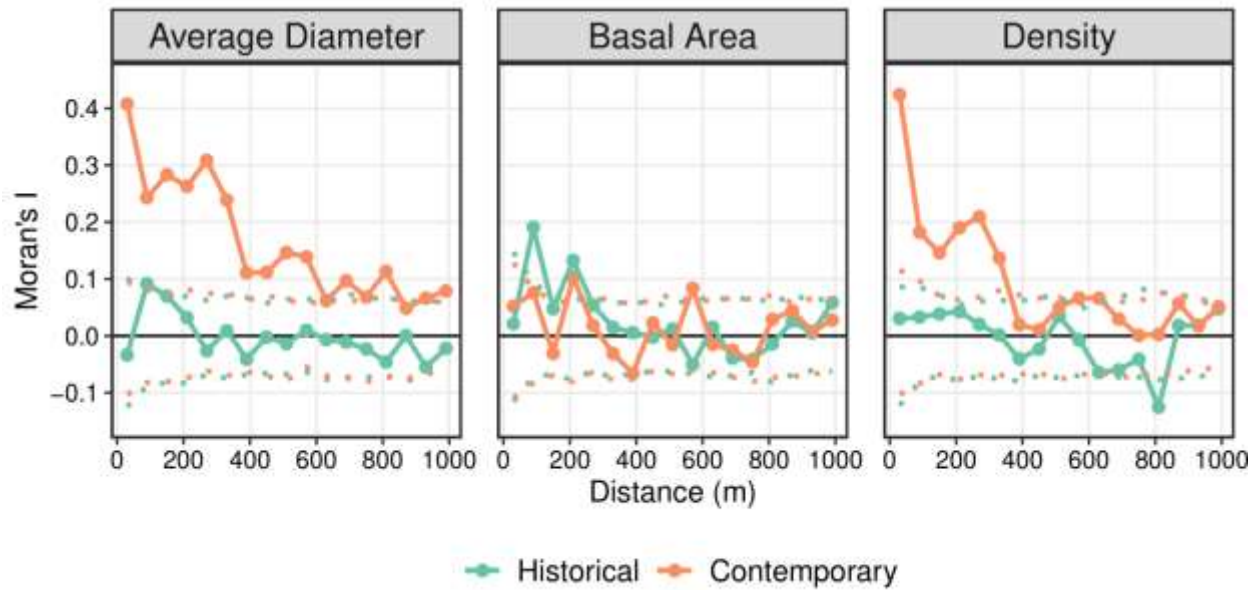 Average Diameter Basal Area Density
0.4
0.3
0.2
0.1
0.0
−0.1
Moran's I
0 200 400 600 800 1000 0 200 400 600 800 1000 0 200 400 600 800 1000
Distance (m)
Historical Contemporary